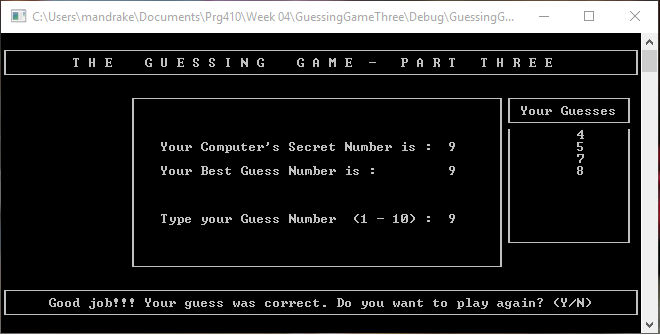 C:\Users\mandrake\Documents\Prg410\Week 04\GuessingGameThree\Debug\GuessingG...
T H E   G U E S S I N G   G A M E - P A R T   T H R E E
Your Guesses
4
5
7
8
Your Computer's Secret Number is : 9
Your Best Guess Number is : 9
Type your Guess Number (1 - 10) : 9
Good job!!! Your guess was correct. Do you want to play again? (Y/N)